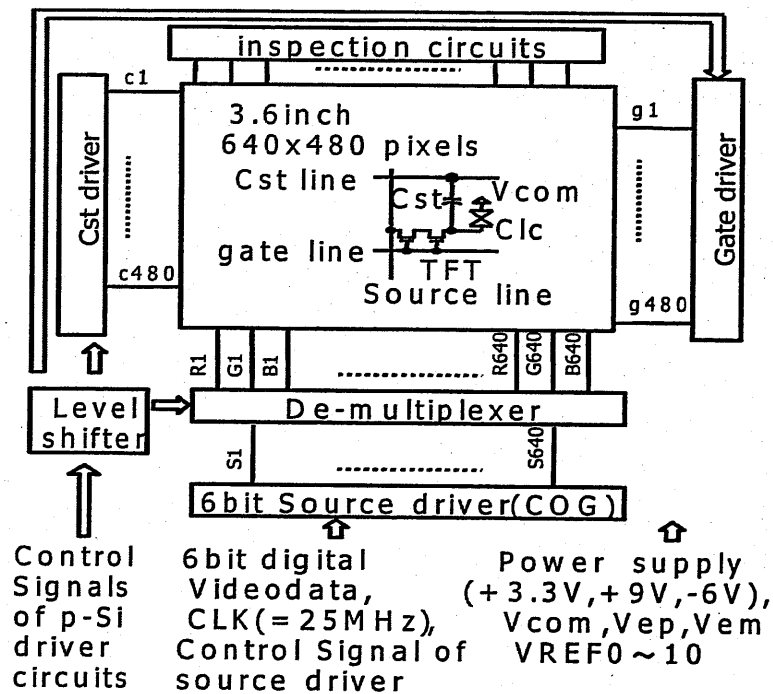 inspection circuits
c1
Cst driver
c480
3.6inch
640x480 pixels
Cst line
Cst
Vcom
Clc
gate line
TFT
Source line
g1
Gate driver
g480
R1
G1
B1
R640
G640
B640
Level
shifter
De-multiplexer
S1
S640
6bit Source driver(COG)
Control
Signals
of p-Si
driver
circuits
6bit digital
Videodata,
CLK(=25MHz),
Control Signal of
source driver
Power supply
(+3.3V,+9V,-6V),
Vcom,Vep,Vem
VREF0~10